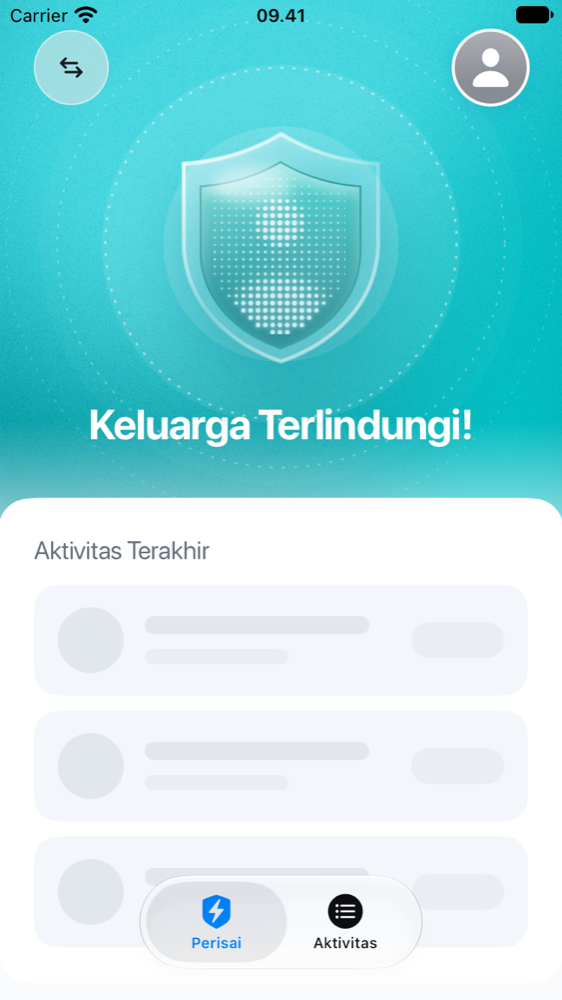 Carrier
09.41
Keluarga Terlindungi!
Aktivitas Terakhir
Perisai
Aktivitas